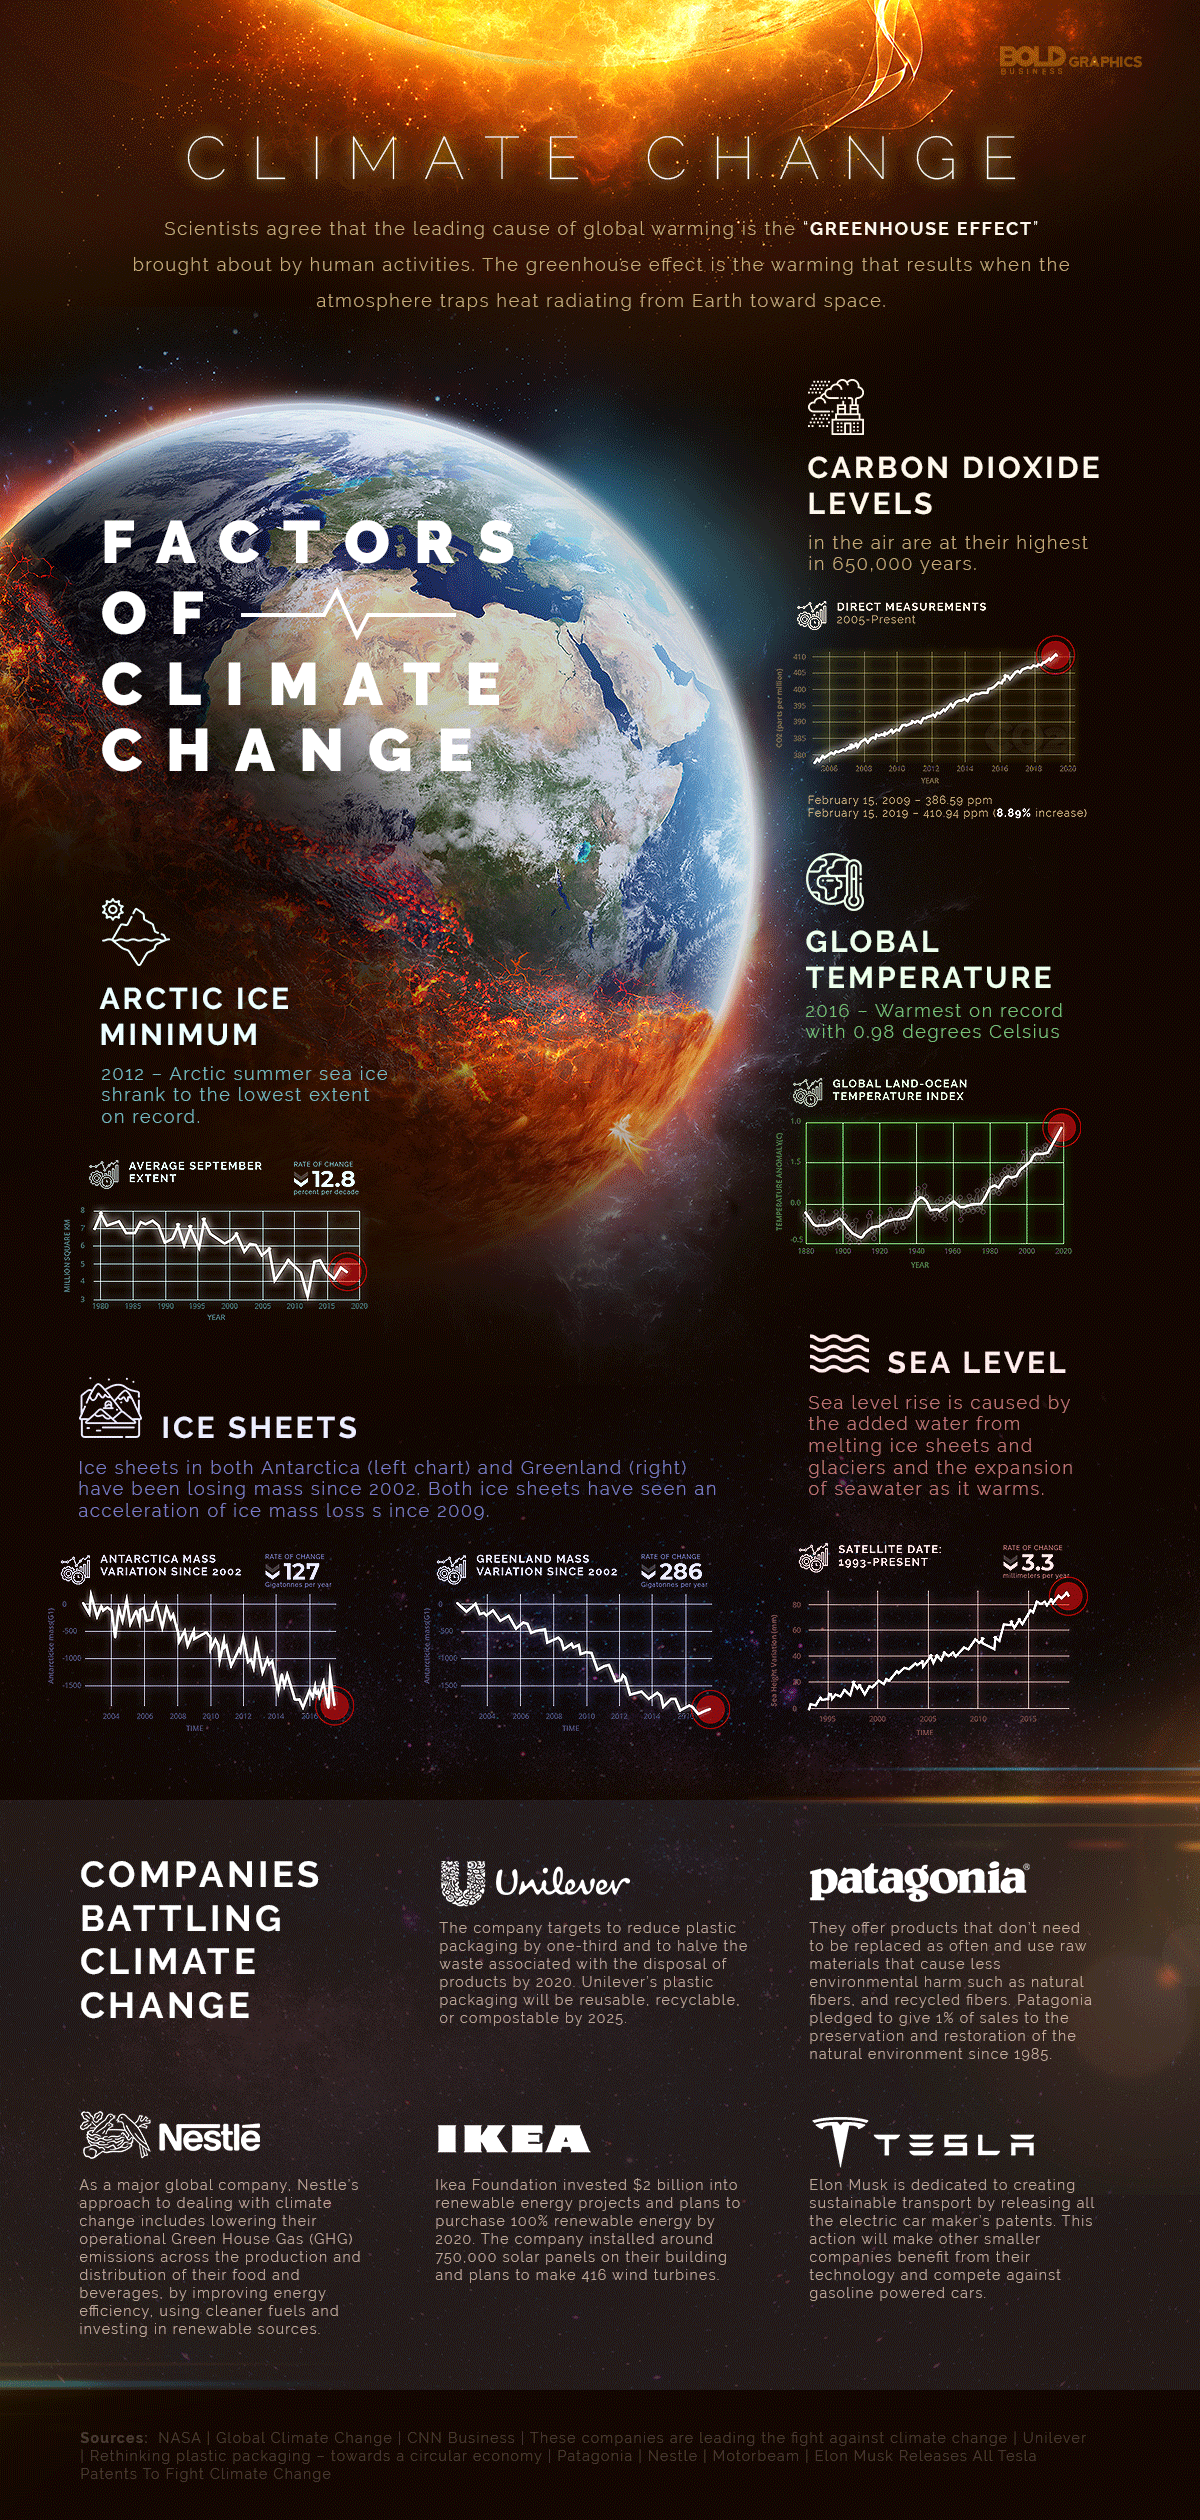 BOLD GRAPHICS
BUSINESS
CLIMATE CHANGE
Scientists agree that the leading cause of global warming is the “GREENHOUSE EFFECT”
brought about by human activities. The greenhouse effect is the warming that results when the
atmosphere traps heat radiating from Earth toward space.
FACTORS
OF
CLIMATE
CHANGE
CARBON DIOXIDE
LEVELS
in the air are at their highest
in 650,000 years.
DIRECT MEASUREMENTS
2005-Present
CO2 (parts per million)
410
405
400
395
390
385
380
2006 2008 2010 2012 2014 2016 2018 2020
YEAR
February 15, 2009 – 386.59 ppm
February 15, 2019 – 410.94 ppm (8.89% increase)
GLOBAL
TEMPERATURE
2016 – Warmest on record
with 0.98 degrees Celsius
GLOBAL LAND-OCEAN
TEMPERATURE INDEX
TEMPERATURE ANOMALY(C)
1.0
1.5
0.0
-0.5
1880 1900 1920 1940 1960 1980 2000 2020
YEAR
ARCTIC ICE
MINIMUM
2012 – Arctic summer sea ice
shrank to the lowest extent
on record.
AVERAGE SEPTEMBER
EXTENT
RATE OF CHANGE
12.8
percent per decade
MILLION SQUARE KM
8
7
6
5
4
3
1980 1985 1990 1995 2000 2005 2010 2015 2020
YEAR
SEA LEVEL
Sea level rise is caused by
the added water from
melting ice sheets and
glaciers and the expansion
of seawater as it warms.
SATELLITE DATE:
1993-PRESENT
RATE OF CHANGE
3.3
millimeters per year
Sea Height Variation (mm)
80
60
40
20
0
1995 2000 2005 2010 2015
TIME
ICE SHEETS
Ice sheets in both Antarctica (left chart) and Greenland (right)
have been losing mass since 2002. Both ice sheets have seen an
acceleration of ice mass loss s ince 2009.
ANTARCTICA MASS
VARIATION SINCE 2002
RATE OF CHANGE
127
Gigatonnes per year
Antarcticice mass(G1)
0
-500
-1000
-1500
2004 2006 2008 2010 2012 2014 2016
TIME
GREENLAND MASS
VARIATION SINCE 2002
RATE OF CHANGE
286
Gigatonnes per year
Antarcticice mass(G1)
0
-500
-1000
-1500
2004 2006 2008 2010 2012 2014
TIME
COMPANIES
BATTLING
CLIMATE
CHANGE
Unilever
The company targets to reduce plastic
packaging by one-third and to halve the
waste associated with the disposal of
products by 2020. Unilever's plastic
packaging will be reusable, recyclable,
or compostable by 2025.
patagonia®
They offer products that don't need
to be replaced as often and use raw
materials that cause less
environmental harm such as natural
fibers, and recycled fibers. Patagonia
pledged to give 1% of sales to the
preservation and restoration of the
natural environment since 1985.
Nestlé
As a major global company, Nestle's
approach to dealing with climate
change includes lowering their
operational Green House Gas (GHG)
emissions across the production and
distribution of their food and
beverages, by improving energy
efficiency, using cleaner fuels and
investing in renewable sources.
IKEA
Ikea Foundation invested $2 billion into
renewable energy projects and plans to
purchase 100% renewable energy by
2020. The company installed around
750,000 solar panels on their building
and plans to make 416 wind turbines.
TESLA
Elon Musk is dedicated to creating
sustainable transport by releasing all
the electric car maker's patents. This
action will make other smaller
companies benefit from their
technology and compete against
gasoline powered cars.
Sources: NASA | Global Climate Change | CNN Business | These companies are leading the fight against climate change | Unilever
| Rethinking plastic packaging – towards a circular economy | Patagonia | Nestle | Motorbeam | Elon Musk Releases All Tesla
Patents To Fight Climate Change